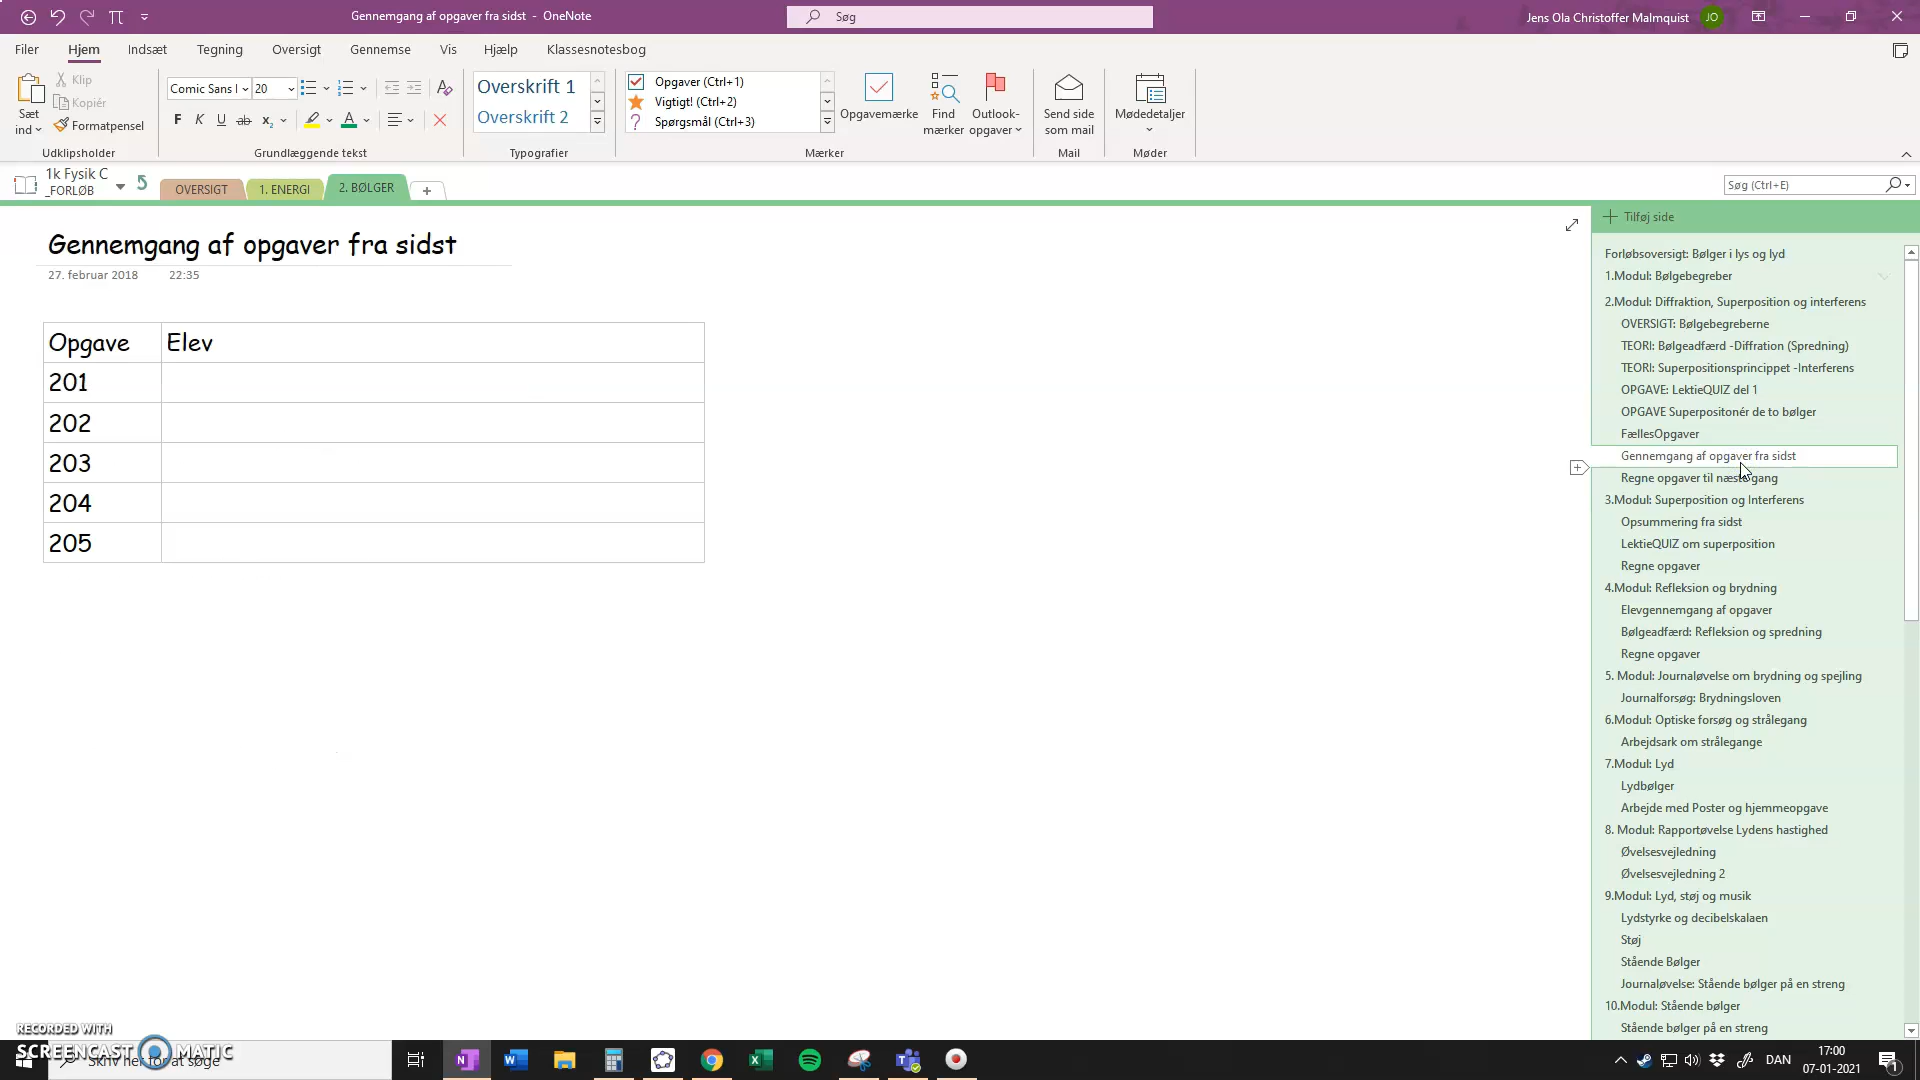 Gennemgang af opgaver fra sidst - OneNote
Søg
Jens Ola Christoffer Malmquist
JO
Filer Hjem Indsæt Tegning Oversigt Gennemse Vis Hjælp Klassesnotesbog
Sæt ind
Klip
Kopiér
Formatpensel
Udklipsholder
Comic Sans 20
F K U ab x₂ A
Grundlæggende tekst
Overskrift 1
Overskrift 2
Typografier
Opgaver (Ctrl+1)
Vigtigt! (Ctrl+2)
Spørgsmål (Ctrl+3)
Mærker
Opgavemærke
Find mærker
Outlook-opgaver
Send side som mail
Mail
Mødedetaljer
Møder
1k Fysik C
_FORLØB
OVERSIGT
1. ENERGI
2. BØLGER
Søg (Ctrl+E)
Gennemgang af opgaver fra sidst
27. februar 2018 22:35
Opgave Elev
201
202
203
204
205
Tilføj side
Forløbsoversigt: Bølger i lys og lyd
1.Modul: Bølgebegreber
2.Modul: Diffraktion, Superposition og interferens
OVERSIGT: Bølgebegreberne
TEORI: Bølgeadfærd -Diffration (Spredning)
TEORI: Superpositionsprincippet -Interferens
OPGAVE: LektieQUIZ del 1
OPGAVE Superpositonér de to bølger
FællesOpgaver
Gennemgang af opgaver fra sidst
Regne opgaver til næste gang
3.Modul: Superposition og Interferens
Opsummering fra sidst
LektieQUIZ om superposition
Regne opgaver
4.Modul: Refleksion og brydning
Elevgennemgang af opgaver
Bølgeadfærd: Refleksion og spredning
Regne opgaver
5. Modul: Journaløvelse om brydning og spejling
Journalforsøg: Brydningsloven
6.Modul: Optiske forsøg og strålegang
Arbejdsark om strålegange
7.Modul: Lyd
Lydbølger
Arbejde med Poster og hjemmeopgave
8. Modul: Rapportøvelse Lydens hastighed
Øvelsesvejledning
Øvelsesvejledning 2
9.Modul: Lyd, støj og musik
Lydstyrke og decibelskalaen
Støj
Stående Bølger
Journaløvelse: Stående bølger på en streng
10.Modul: Stående bølger
Stående bølger på en streng
RECORDED WITH
SCREENCAST MATIC
Skriv her for at søge
DAN
17:00
07-01-2021
1